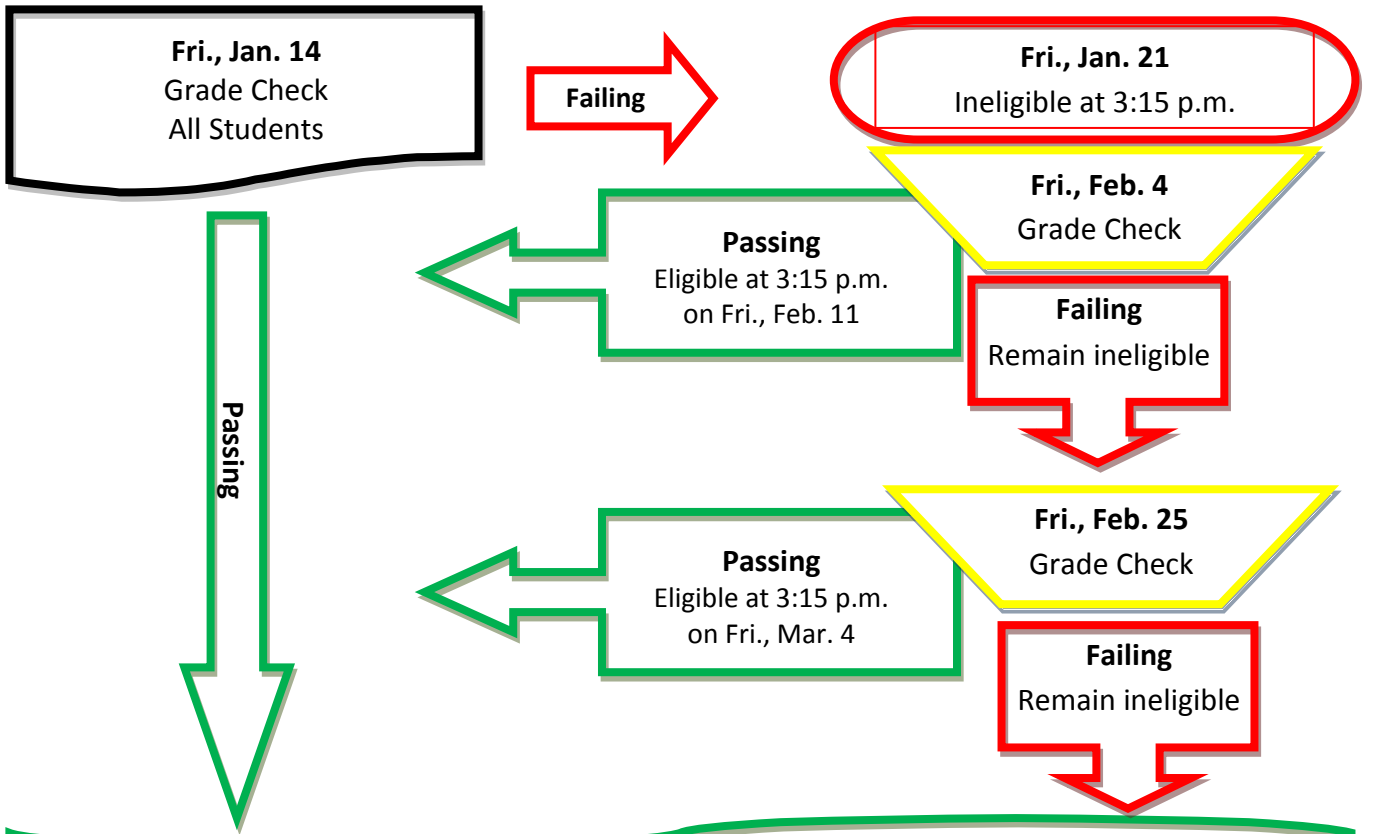 Fri., Jan. 14
Grade Check
All Students
Failing
Fri., Jan. 21
Ineligible at 3:15 p.m.
Fri., Feb. 4
Grade Check
Passing
Eligible at 3:15 p.m.
on Fri., Feb. 11
Failing
Remain ineligible
Passing
Fri., Feb. 25
Grade Check
Passing
Eligible at 3:15 p.m.
on Fri., Mar. 4
Failing
Remain ineligible